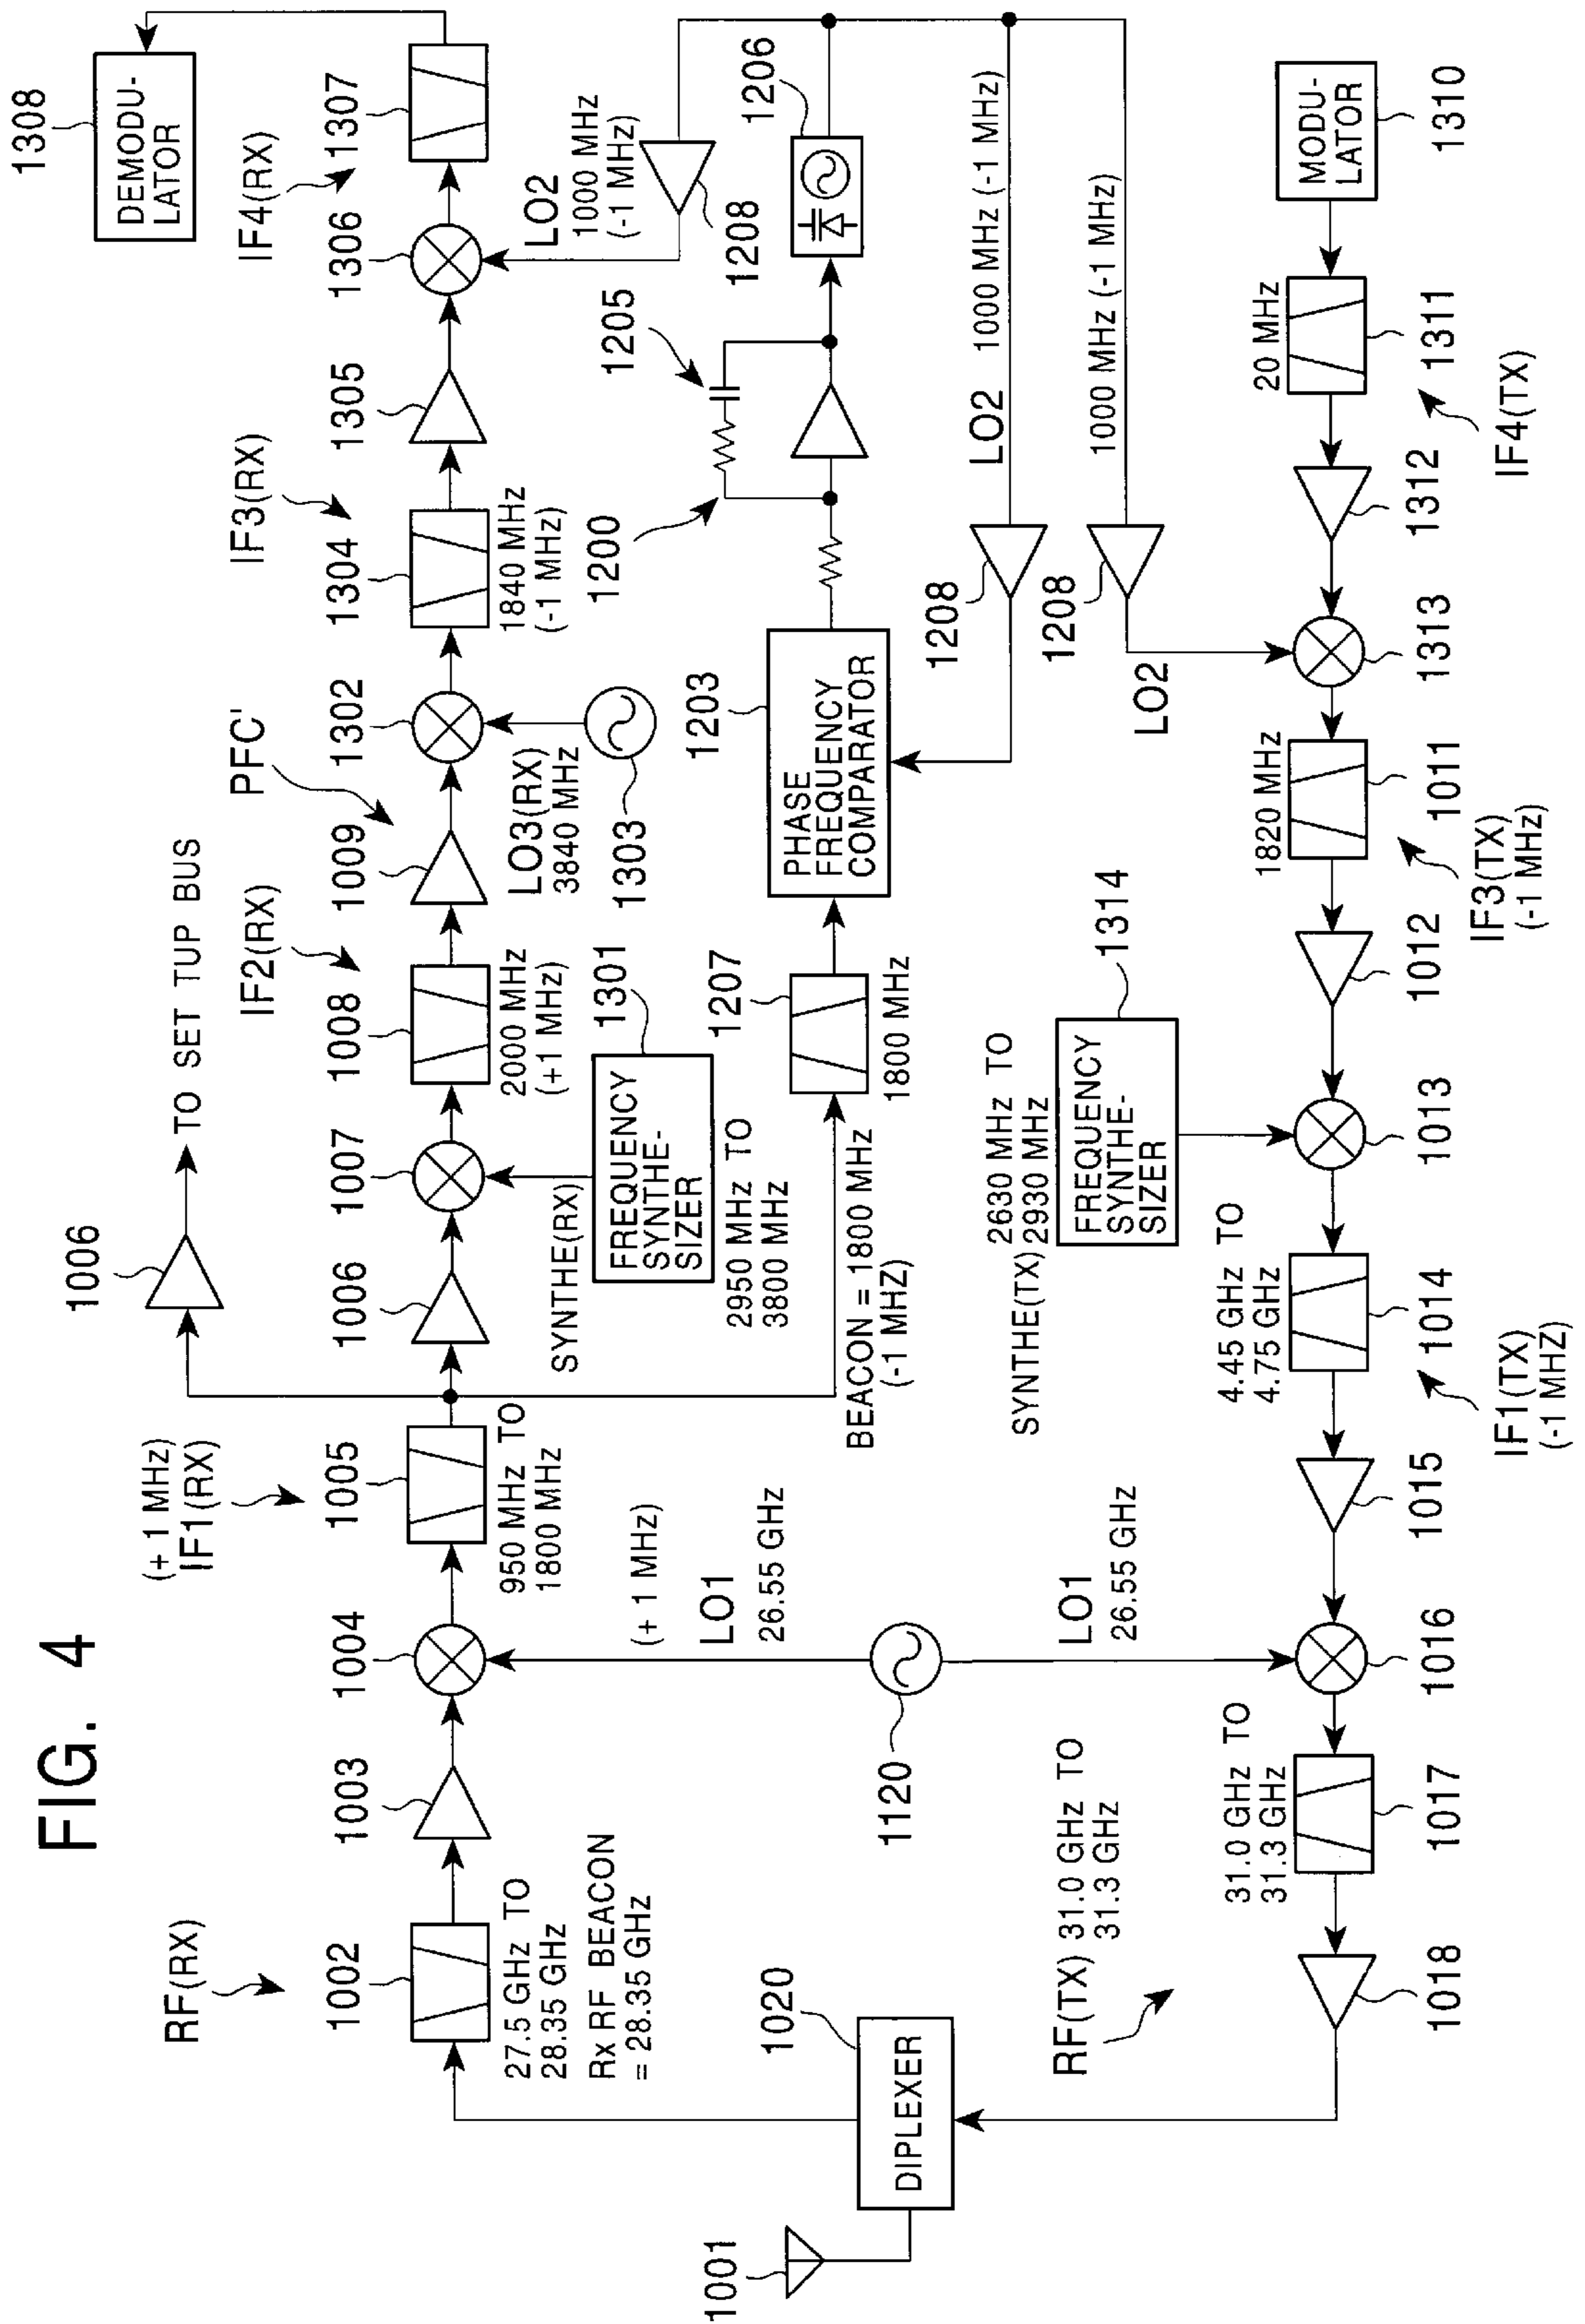 FIG. 4
1308
DEMODU-
LATOR
RF(RX)
1002
27.5 GHz TO
28.35 GHz
Rx RF BEACON
= 28.35 GHz
1003
1004
(+ 1 MHz)
IF1(RX)
1005
950 MHz TO
1800 MHz
1006
TO SET TUP BUS
1006
1007
SYNTHE(RX)
FREQUENCY
SYNTHE-
SIZER
1301
2950 MHz TO
3800 MHz
IF2(RX)
1008
2000 MHz
(+1 MHz)
1009
PFC'
1302
LO3(RX)
3840 MHz
1303
IF3(RX)
1304
1840 MHz
(-1 MHz)
1305
1306
IF4(RX)
1307
LO2
1000 MHz
(-1 MHz)
1208
1206
1205
1200
1203
PHASE
FREQUENCY
COMPARATOR
1207
1800 MHz
BEACON = 1800 MHz
(-1 MHZ)
LO2 1000 MHz (-1 MHz)
1208
1000 MHz (-1 MHz)
1208
LO2
(+ 1 MHz)
LO1
26.55 GHz
1120
LO1
26.55 GHz
1001
1020
DIPLEXER
RF(TX) 31.0 GHz TO
31.3 GHz
MODU-
LATOR
1310
20 MHz
1311
IF4(TX)
1312
1313
1820 MHz
1011
IF3(TX)
(-1 MHz)
1012
1314
SYNTHE(TX) 2630 MHz TO
2930 MHz
FREQUENCY
SYNTHE-
SIZER
1013
4.45 GHz TO
4.75 GHz
1014
IF1(TX)
(-1 MHZ)
1015
1016
31.0 GHz TO
31.3 GHz
1017
1018